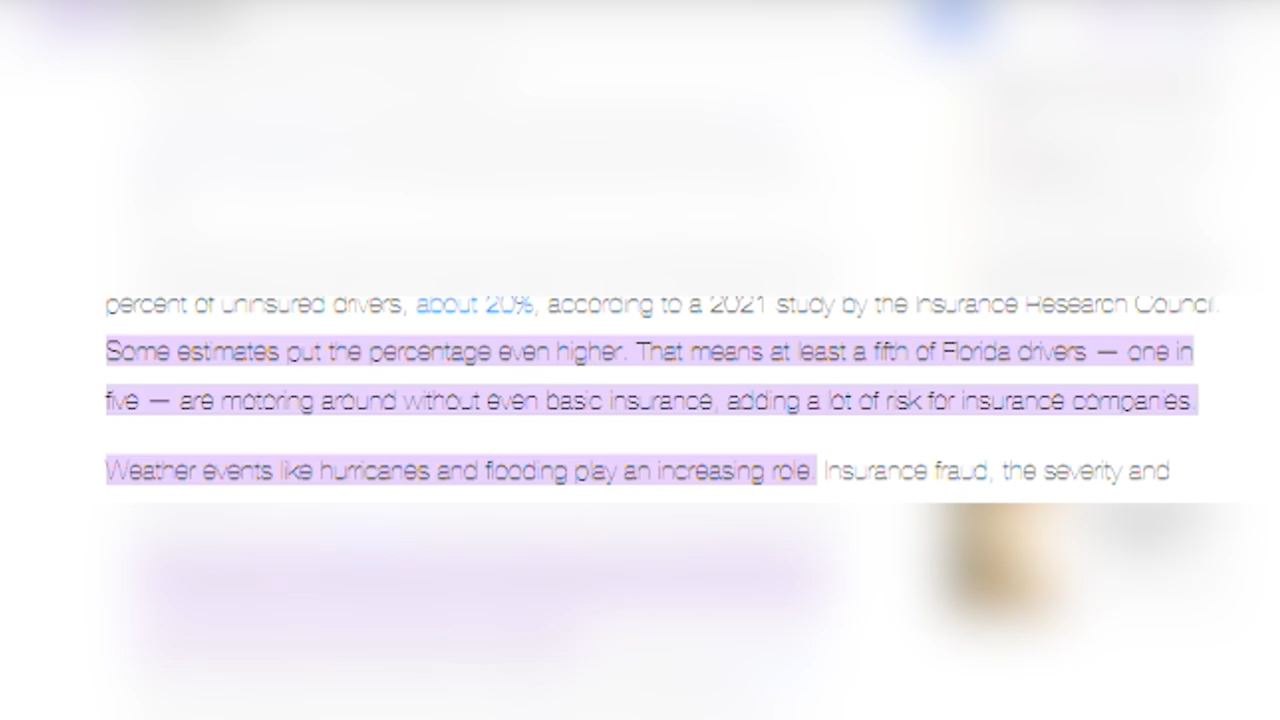 percent of uninsured drivers, about 20%, according to a 2021 study by the Insurance Research Council.
Some estimates put the percentage even higher. That means at least a fifth of Florida drivers — one in
five — are motoring around without even basic insurance, adding a lot of risk for insurance companies.
Weather events like hurricanes and flooding play an increasing role. Insurance fraud, the severity and